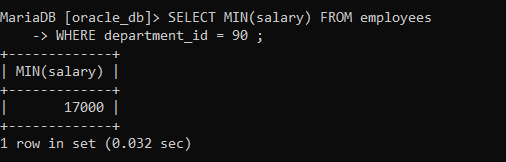 MariaDB [oracle_db]> SELECT MIN(salary) FROM employees
    -> WHERE department_id = 90 ;
+-------------+
| MIN(salary) |
+-------------+
|       17000 |
+-------------+
1 row in set (0.032 sec)